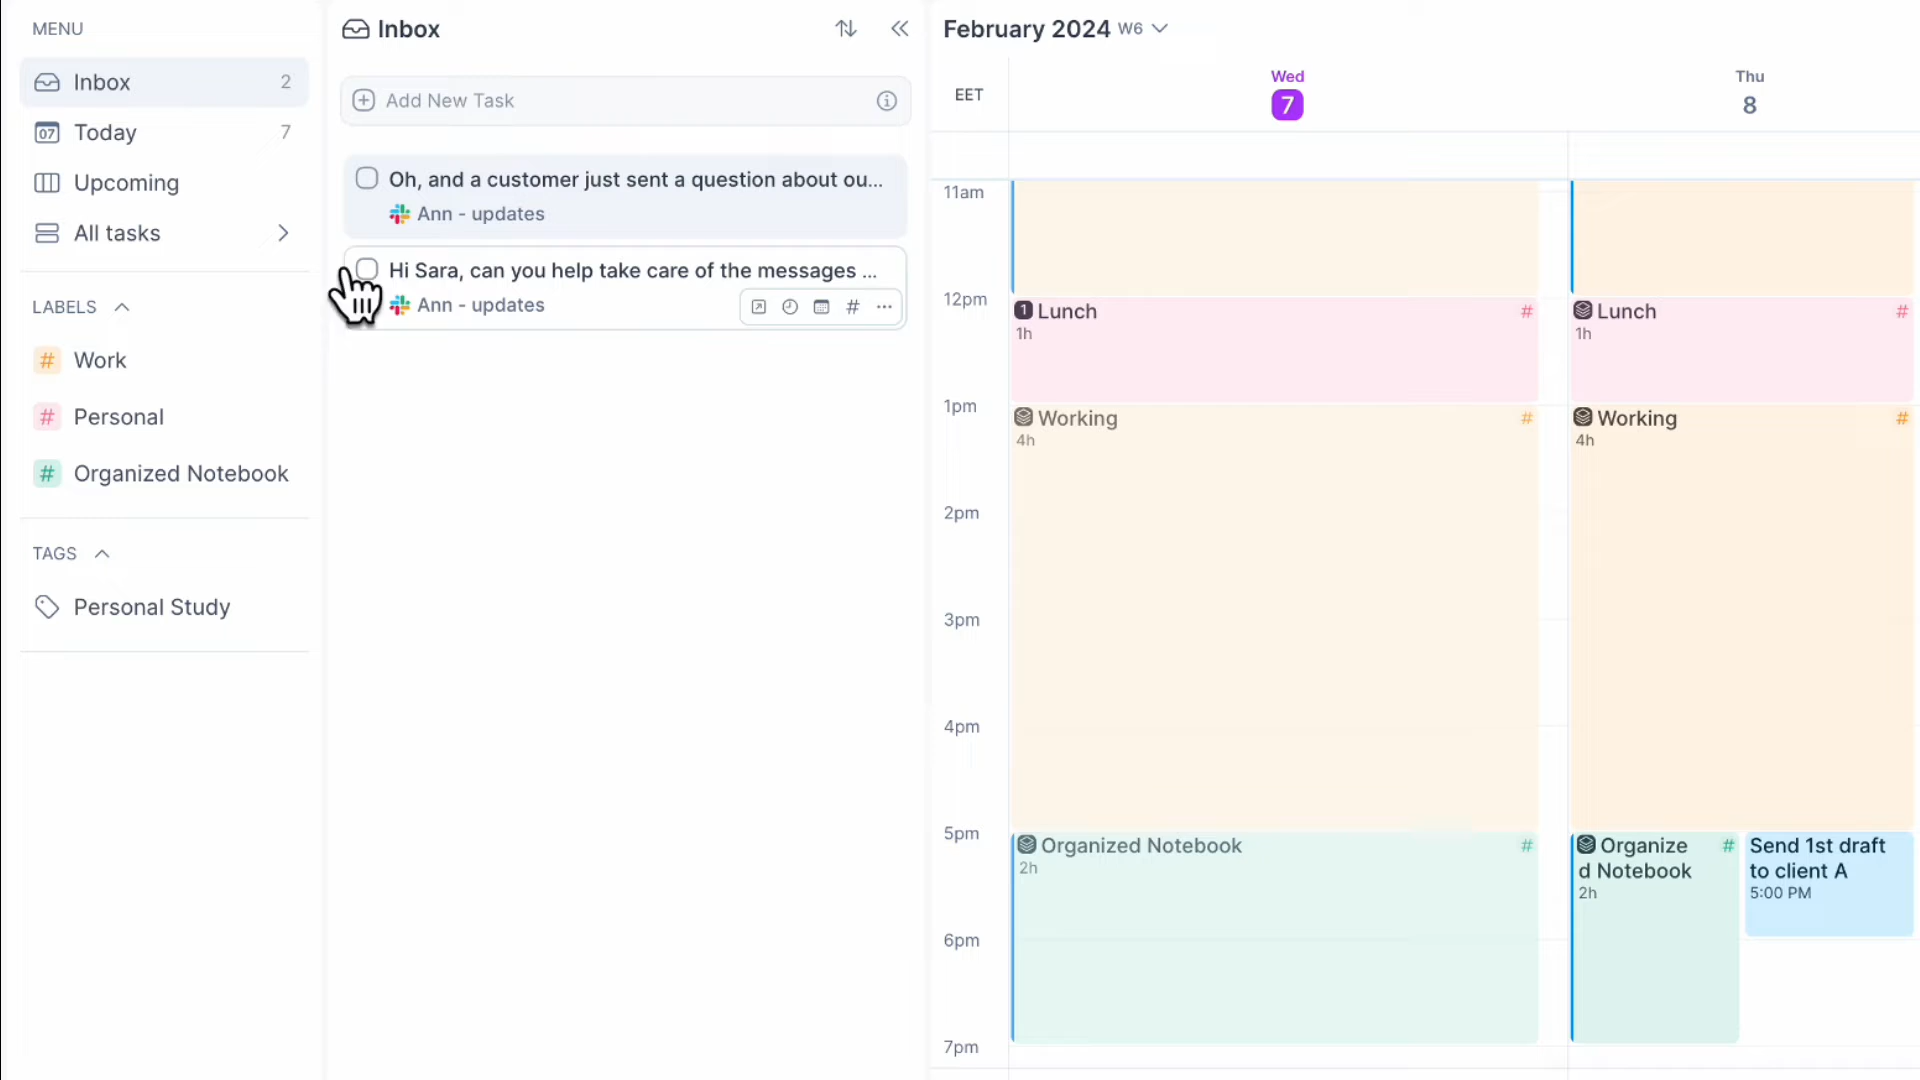 MENU
Inbox 2
07 Today 7
Upcoming
All tasks
LABELS
# Work
# Personal
# Organized Notebook
TAGS
Personal Study
Inbox
Add New Task
Oh, and a customer just sent a question about ou...
Ann - updates
Hi Sara, can you help take care of the messages ...
Ann - updates
#
February 2024 W6
EET
Wed
7
Thu
8
11am
12pm
1pm
2pm
3pm
4pm
5pm
6pm
7pm
1 Lunch #
1h
Working #
4h
Organized Notebook #
2h
Lunch #
1h
Working #
4h
Organize #
d Notebook
2h
Send 1st draft
to client A
5:00 PM